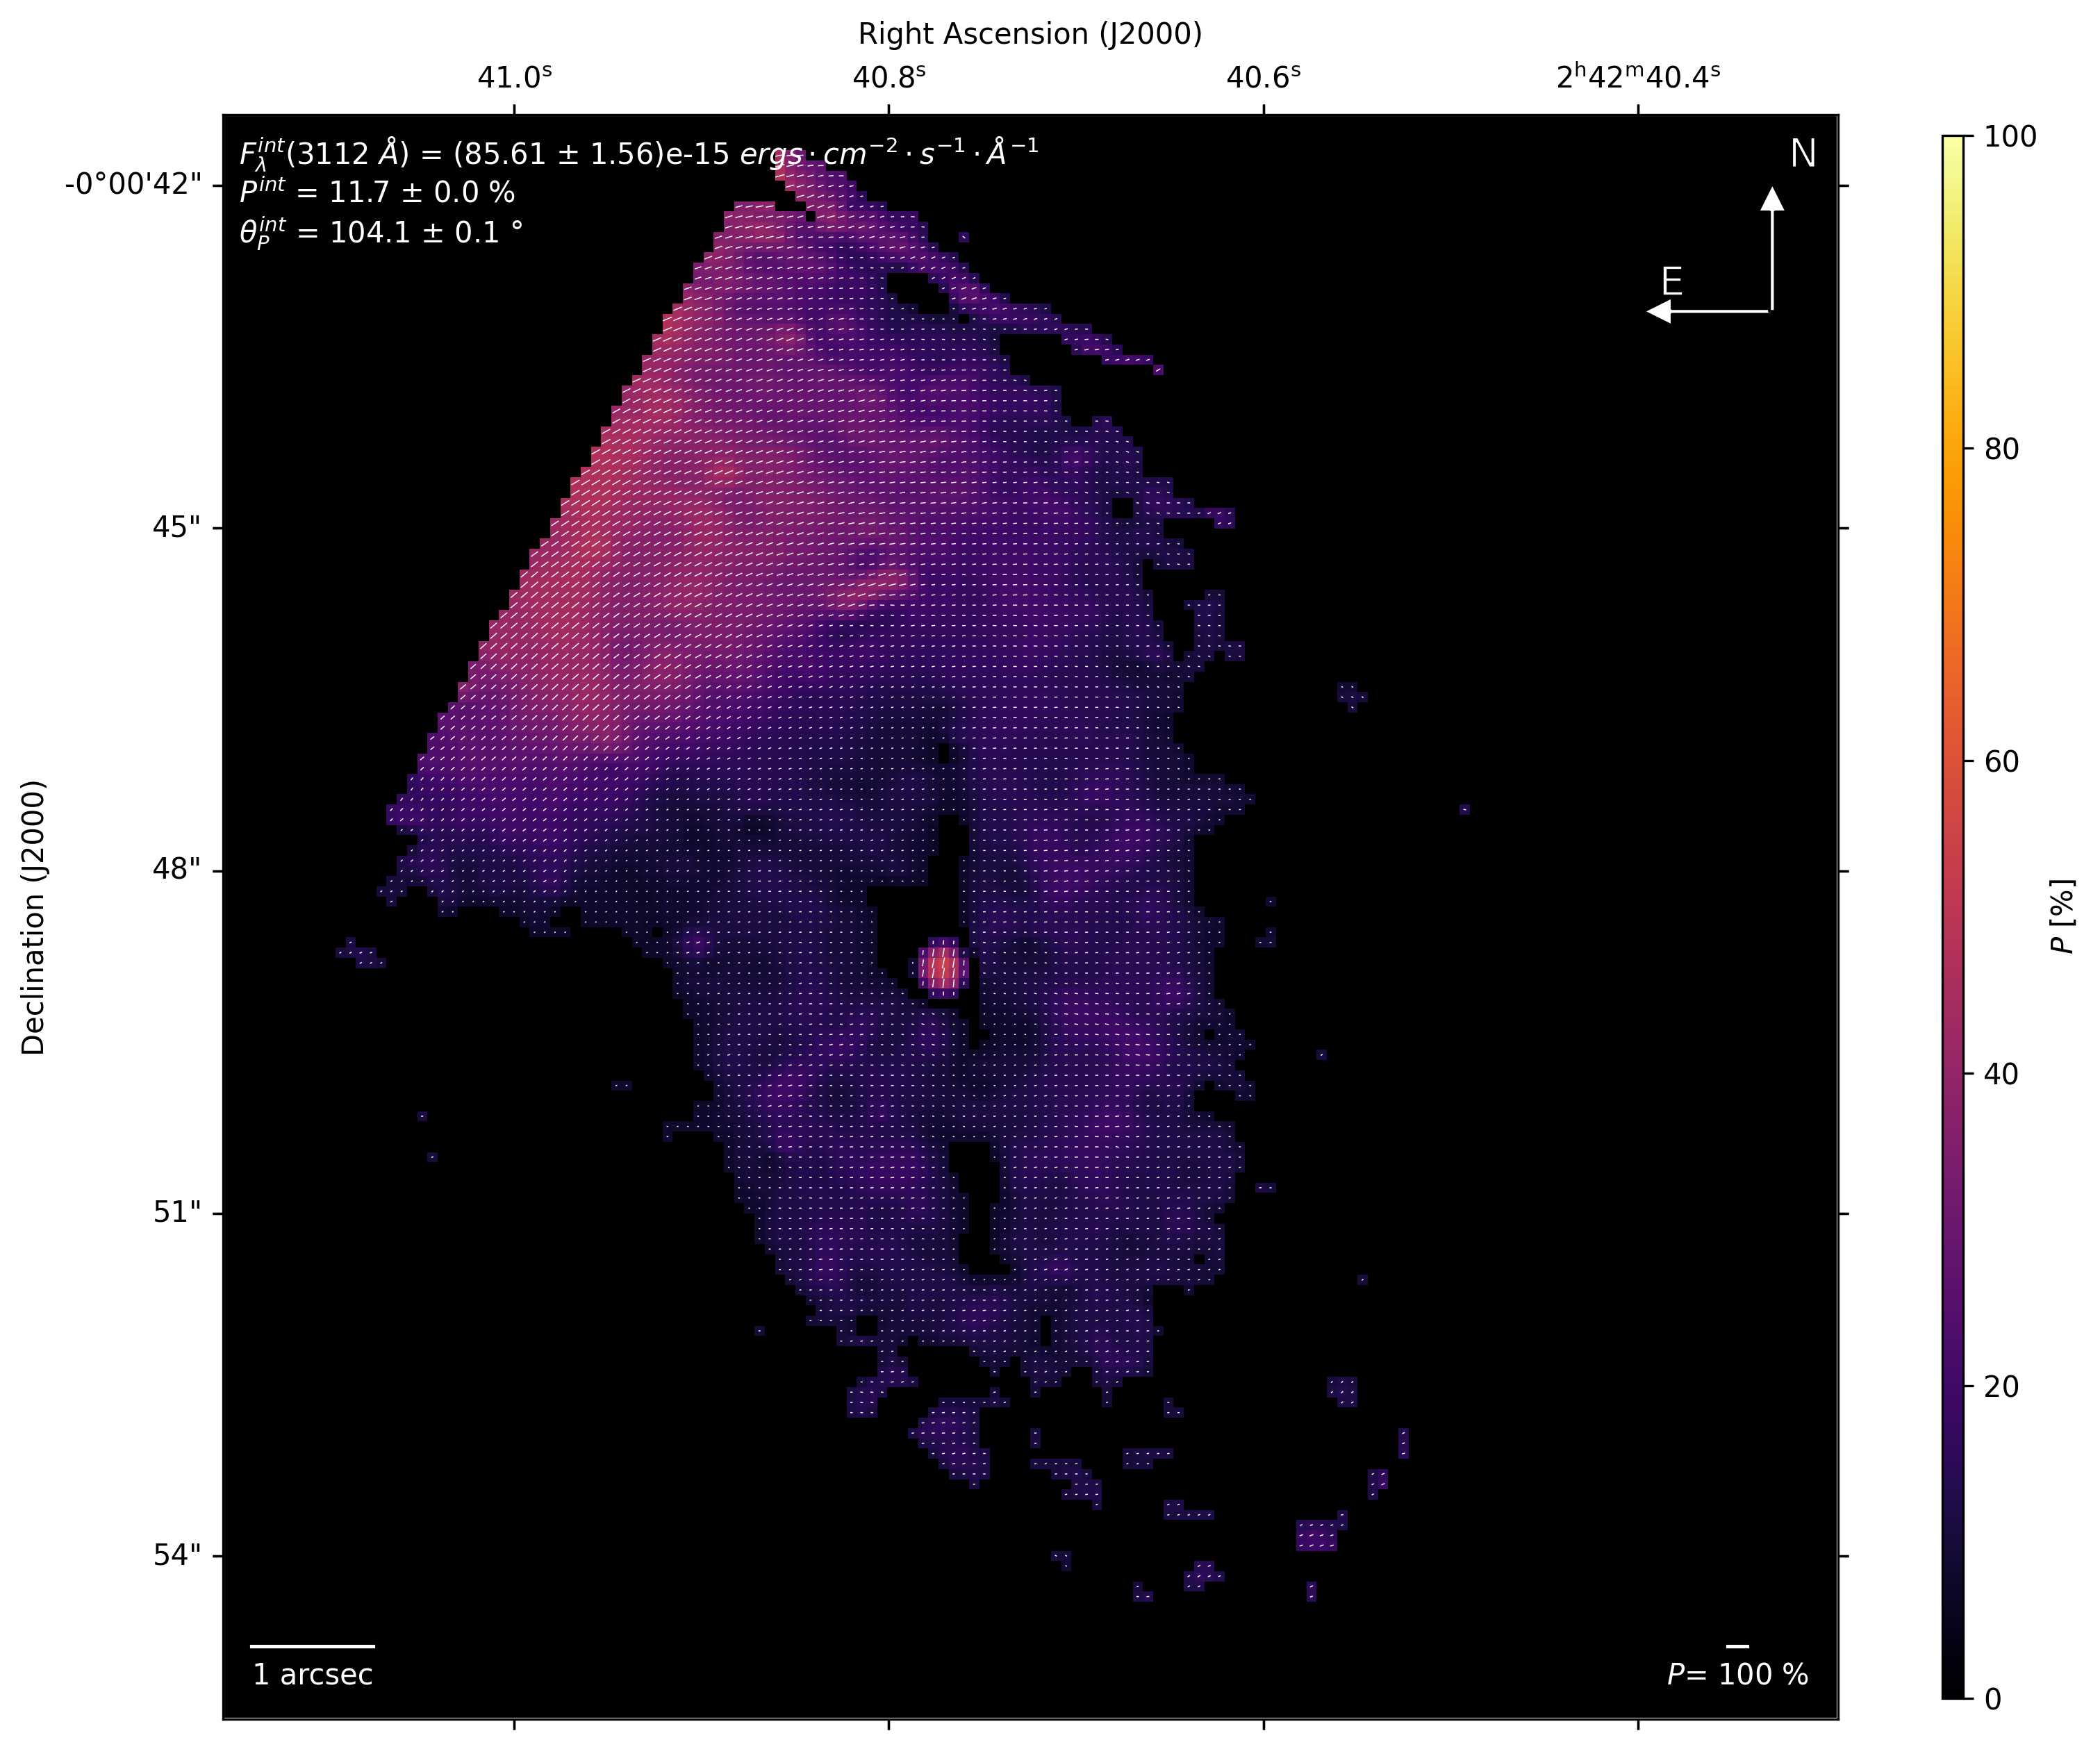 Right Ascension (J2000)
41.0ˢ 40.8ˢ 40.6ˢ 2ʰ42ᵐ40.4ˢ
F_λ^int(3112 Å) = (85.61 ± 1.56)e-15 ergs · cm⁻² · s⁻¹ · Å⁻¹
P^int = 11.7 ± 0.0 %
θ_P^int = 104.1 ± 0.1 °
N
E
-0°00'42"
45"
48"
51"
54"
Declination (J2000)
1 arcsec
P= 100 %
100
80
60
40
20
0
P [%]